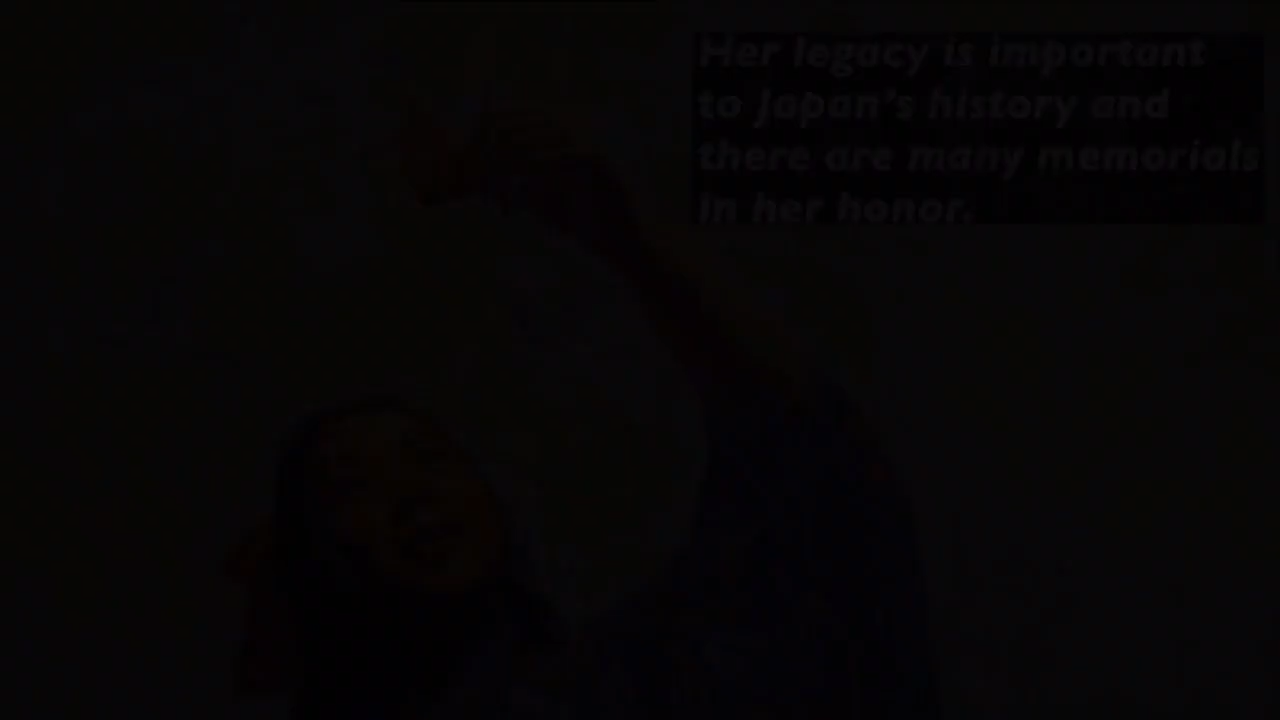 Her legacy is important
to Japan's history and
there are many memorials
in her honor.